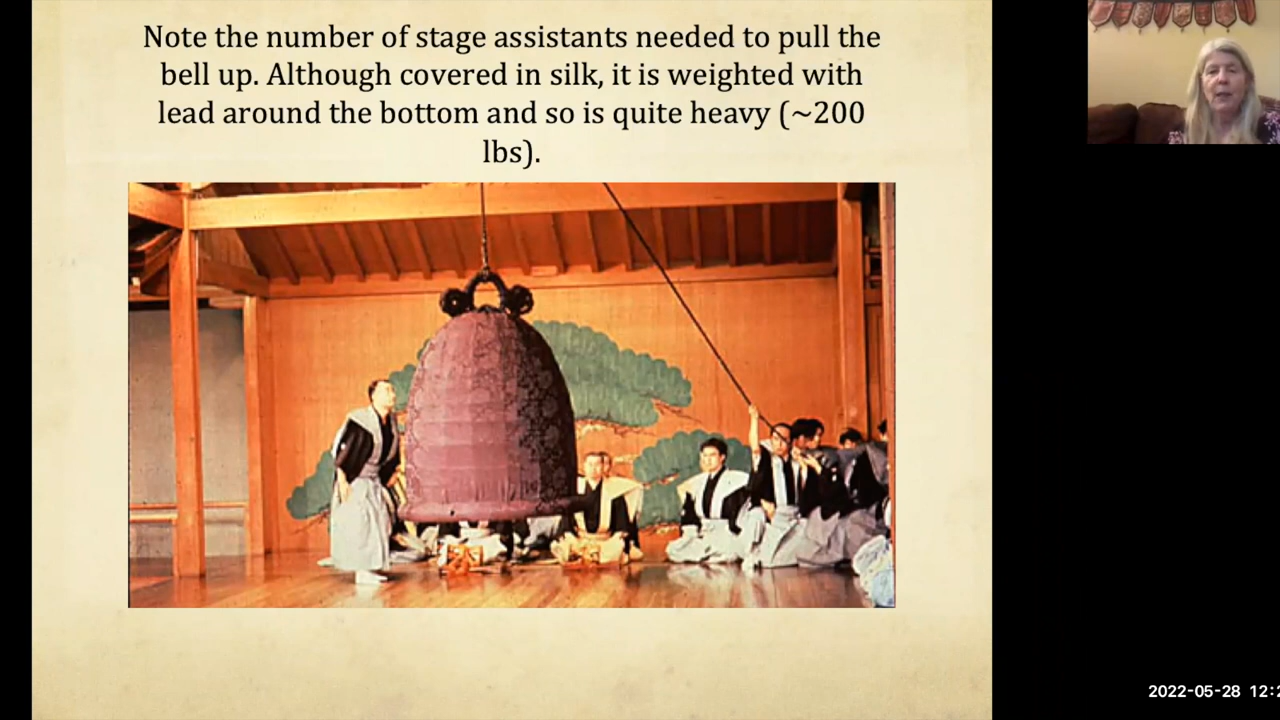 Note the number of stage assistants needed to pull the
bell up. Although covered in silk, it is weighted with
lead around the bottom and so is quite heavy (~200
lbs).
2022-05-28 12:2